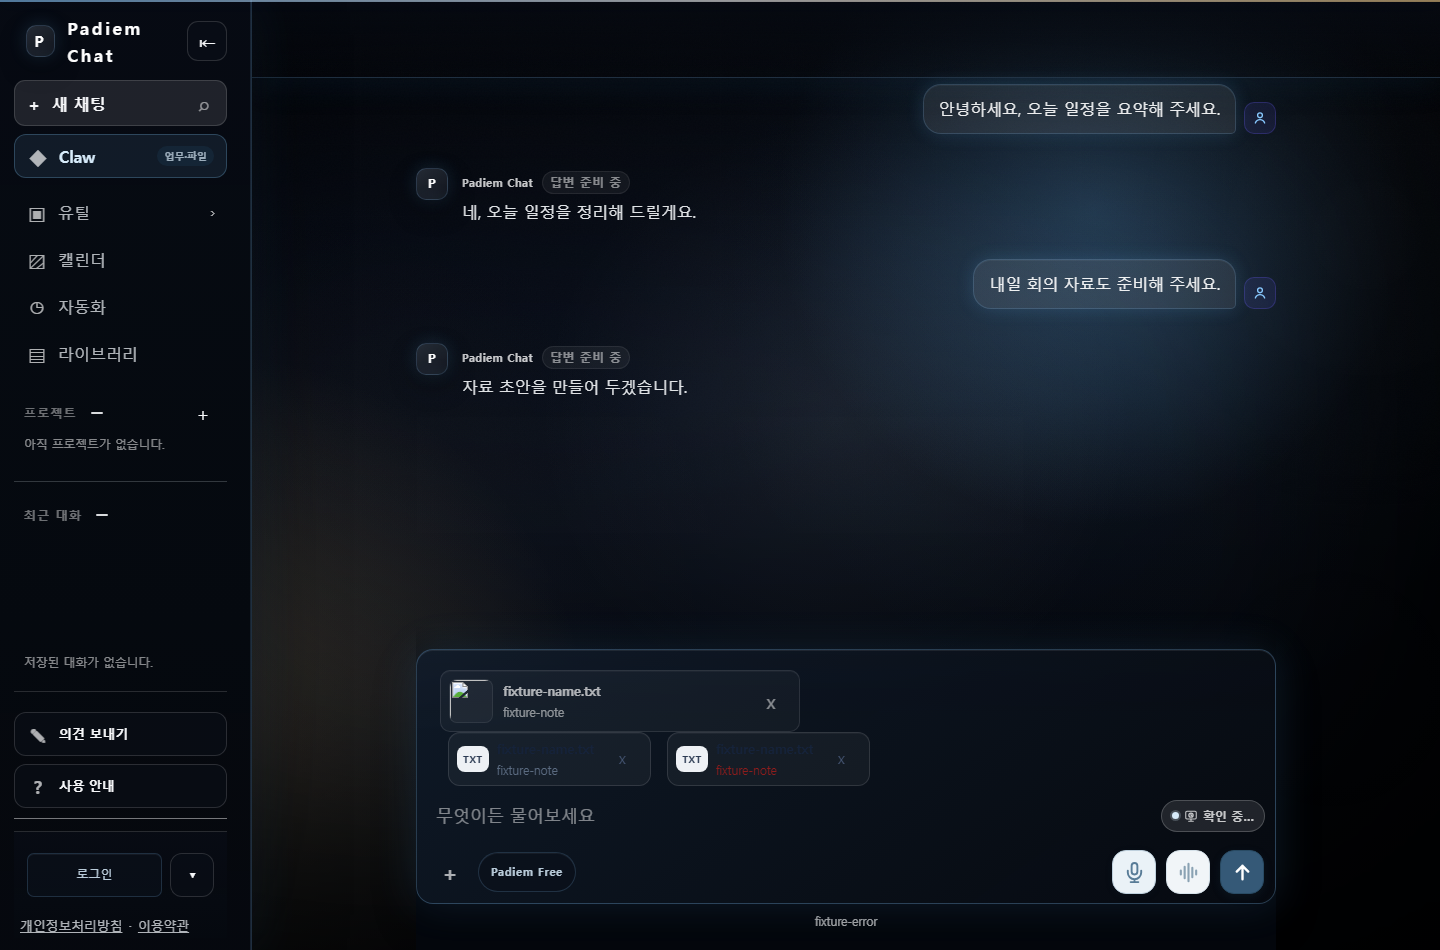 P Padiem Chat
+ 새 채팅
Claw 업무·파일
유틸
캘린더
자동화
라이브러리
프로젝트
아직 프로젝트가 없습니다.
최근 대화
저장된 대화가 없습니다.
의견 보내기
? 사용 안내
로그인
개인정보처리방침 · 이용약관
안녕하세요, 오늘 일정을 요약해 주세요.
P Padiem Chat 답변 준비 중
네, 오늘 일정을 정리해 드릴게요.
내일 회의 자료도 준비해 주세요.
P Padiem Chat 답변 준비 중
자료 초안을 만들어 두겠습니다.
fixture-name.txt
fixture-note
X
TXT fixture-name.txt
fixture-note
X
TXT fixture-name.txt
fixture-note
X
무엇이든 물어보세요
확인 중...
+ Padiem Free
fixture-error